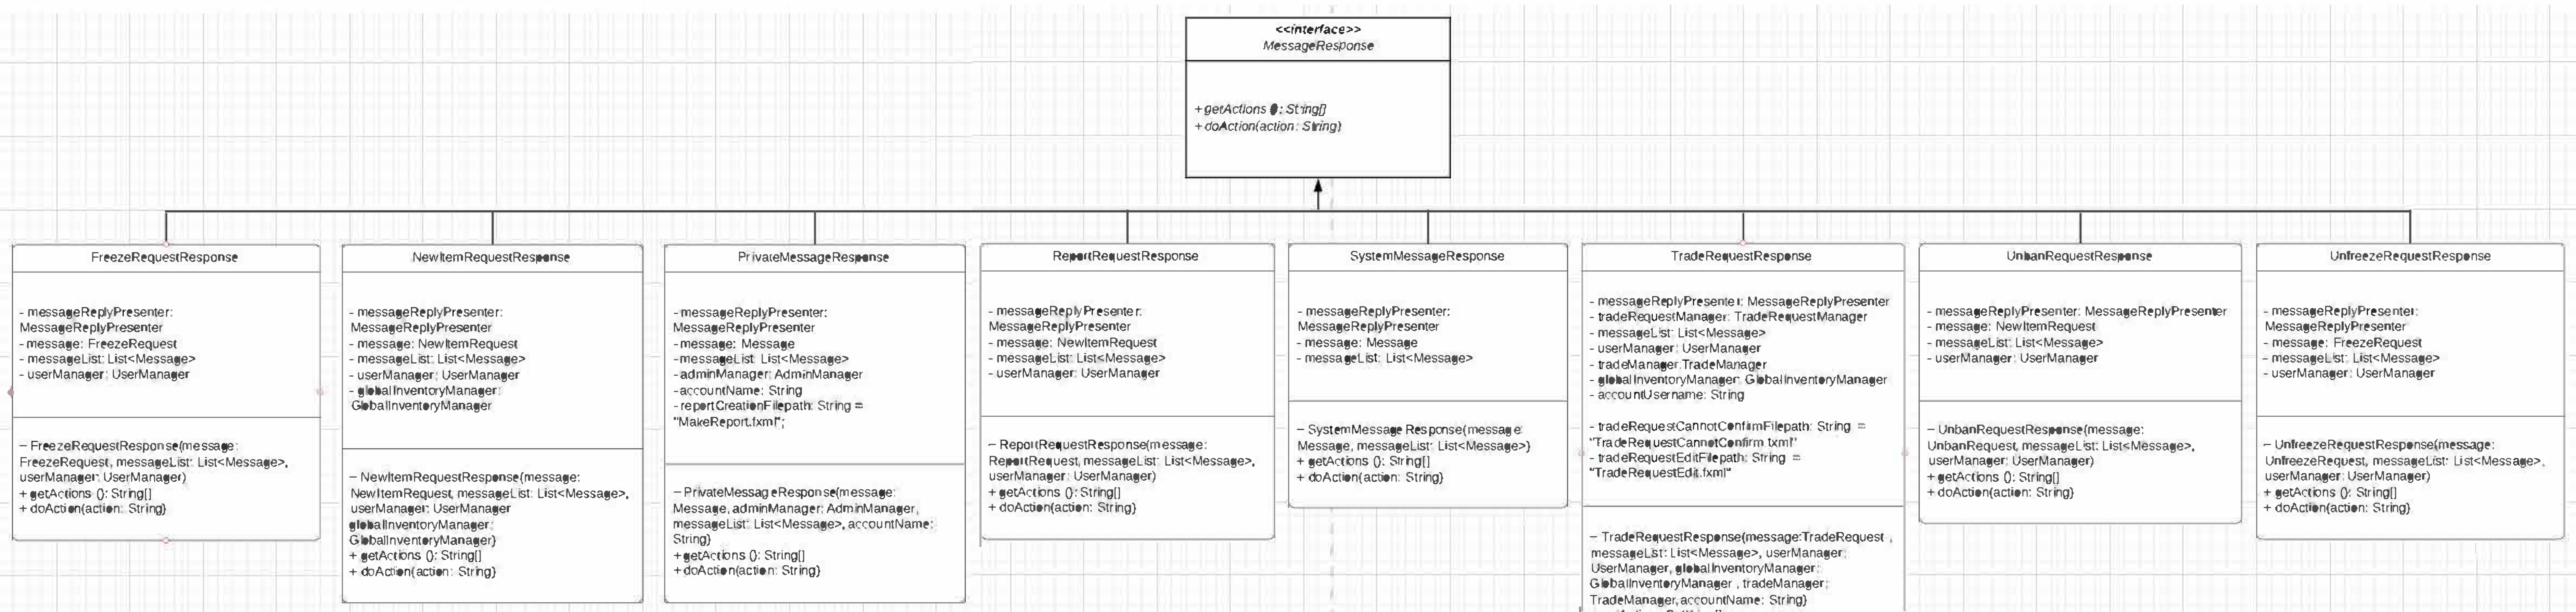 <<interface>>
MessageResponse
+ getActions (): String[]
+ doAction(action: String)
FreezeRequestResponse
- messageReplyPresenter:
MessageReplyPresenter
- message: FreezeRequest
- messageList: List<Message>
- userManager: UserManager
– FreezeRequestResponse(message:
FreezeRequest, messageList: List<Message>,
userManager: UserManager)
+ getActions (): String[]
+ doAction(action: String)
NewItemRequestResponse
- messageReplyPresenter:
MessageReplyPresenter
- message: NewItemRequest
- messageList: List<Message>
- userManager: UserManager
- globalInventoryManager:
GlobalInventoryManager
– NewItemRequestResponse(message:
NewItemRequest, messageList: List<Message>,
userManager: UserManager
globalInventoryManager:
GlobalInventoryManager)
+ getActions (): String[]
+ doAction(action: String)
PrivateMessageResponse
- messageReplyPresenter:
MessageReplyPresenter
- message: Message
- messageList: List<Message>
- adminManager: AdminManager
- accountName: String
- reportCreationFilepath: String =
"MakeReport.fxml";
– PrivateMessageResponse(message:
Message, adminManager: AdminManager,
messageList: List<Message>, accountName:
String)
+ getActions (): String[]
+ doAction(action: String)
ReportRequestResponse
- messageReplyPresenter:
MessageReplyPresenter
- message: NewItemRequest
- messageList: List<Message>
- userManager: UserManager
– ReportRequestResponse(message:
ReportRequest, messageList: List<Message>,
userManager: UserManager)
+ getActions (): String[]
+ doAction(action: String)
SystemMessageResponse
- messageReplyPresenter:
MessageReplyPresenter
- message: Message
- messageList: List<Message>
– SystemMessageResponse(message:
Message, messageList: List<Message>)
+ getActions (): String[]
+ doAction(action: String)
TradeRequestResponse
- messageReplyPresenter: MessageReplyPresenter
- tradeRequestManager: TradeRequestManager
- messageList: List<Message>
- userManager: UserManager
- tradeManager:TradeManager
- globalInventoryManager: GlobalInventoryManager
- accountUsername: String
- tradeRequestCannotConfirmFilepath: String =
"TradeRequestCannotConfirm.fxml"
- tradeRequestEditFilepath: String =
"TradeRequestEdit.fxml"
– TradeRequestResponse(message:TradeRequest ,
messageList: List<Message>, userManager:
UserManager, globalInventoryManager:
GlobalInventoryManager , tradeManager:
TradeManager,accountName: String)
UnbanRequestResponse
- messageReplyPresenter: MessageReplyPresenter
- message: NewItemRequest
- messageList: List<Message>
- userManager: UserManager
– UnbanRequestResponse(message:
UnbanRequest, messageList: List<Message>,
userManager: UserManager)
+ getActions (): String[]
+ doAction(action: String)
UnfreezeRequestResponse
- messageReplyPresenter:
MessageReplyPresenter
- message: FreezeRequest
- messageList: List<Message>
- userManager: UserManager
– UnfreezeRequestResponse(message:
UnfreezeRequest, messageList: List<Message>,
userManager: UserManager)
+ getActions (): String[]
+ doAction(action: String)